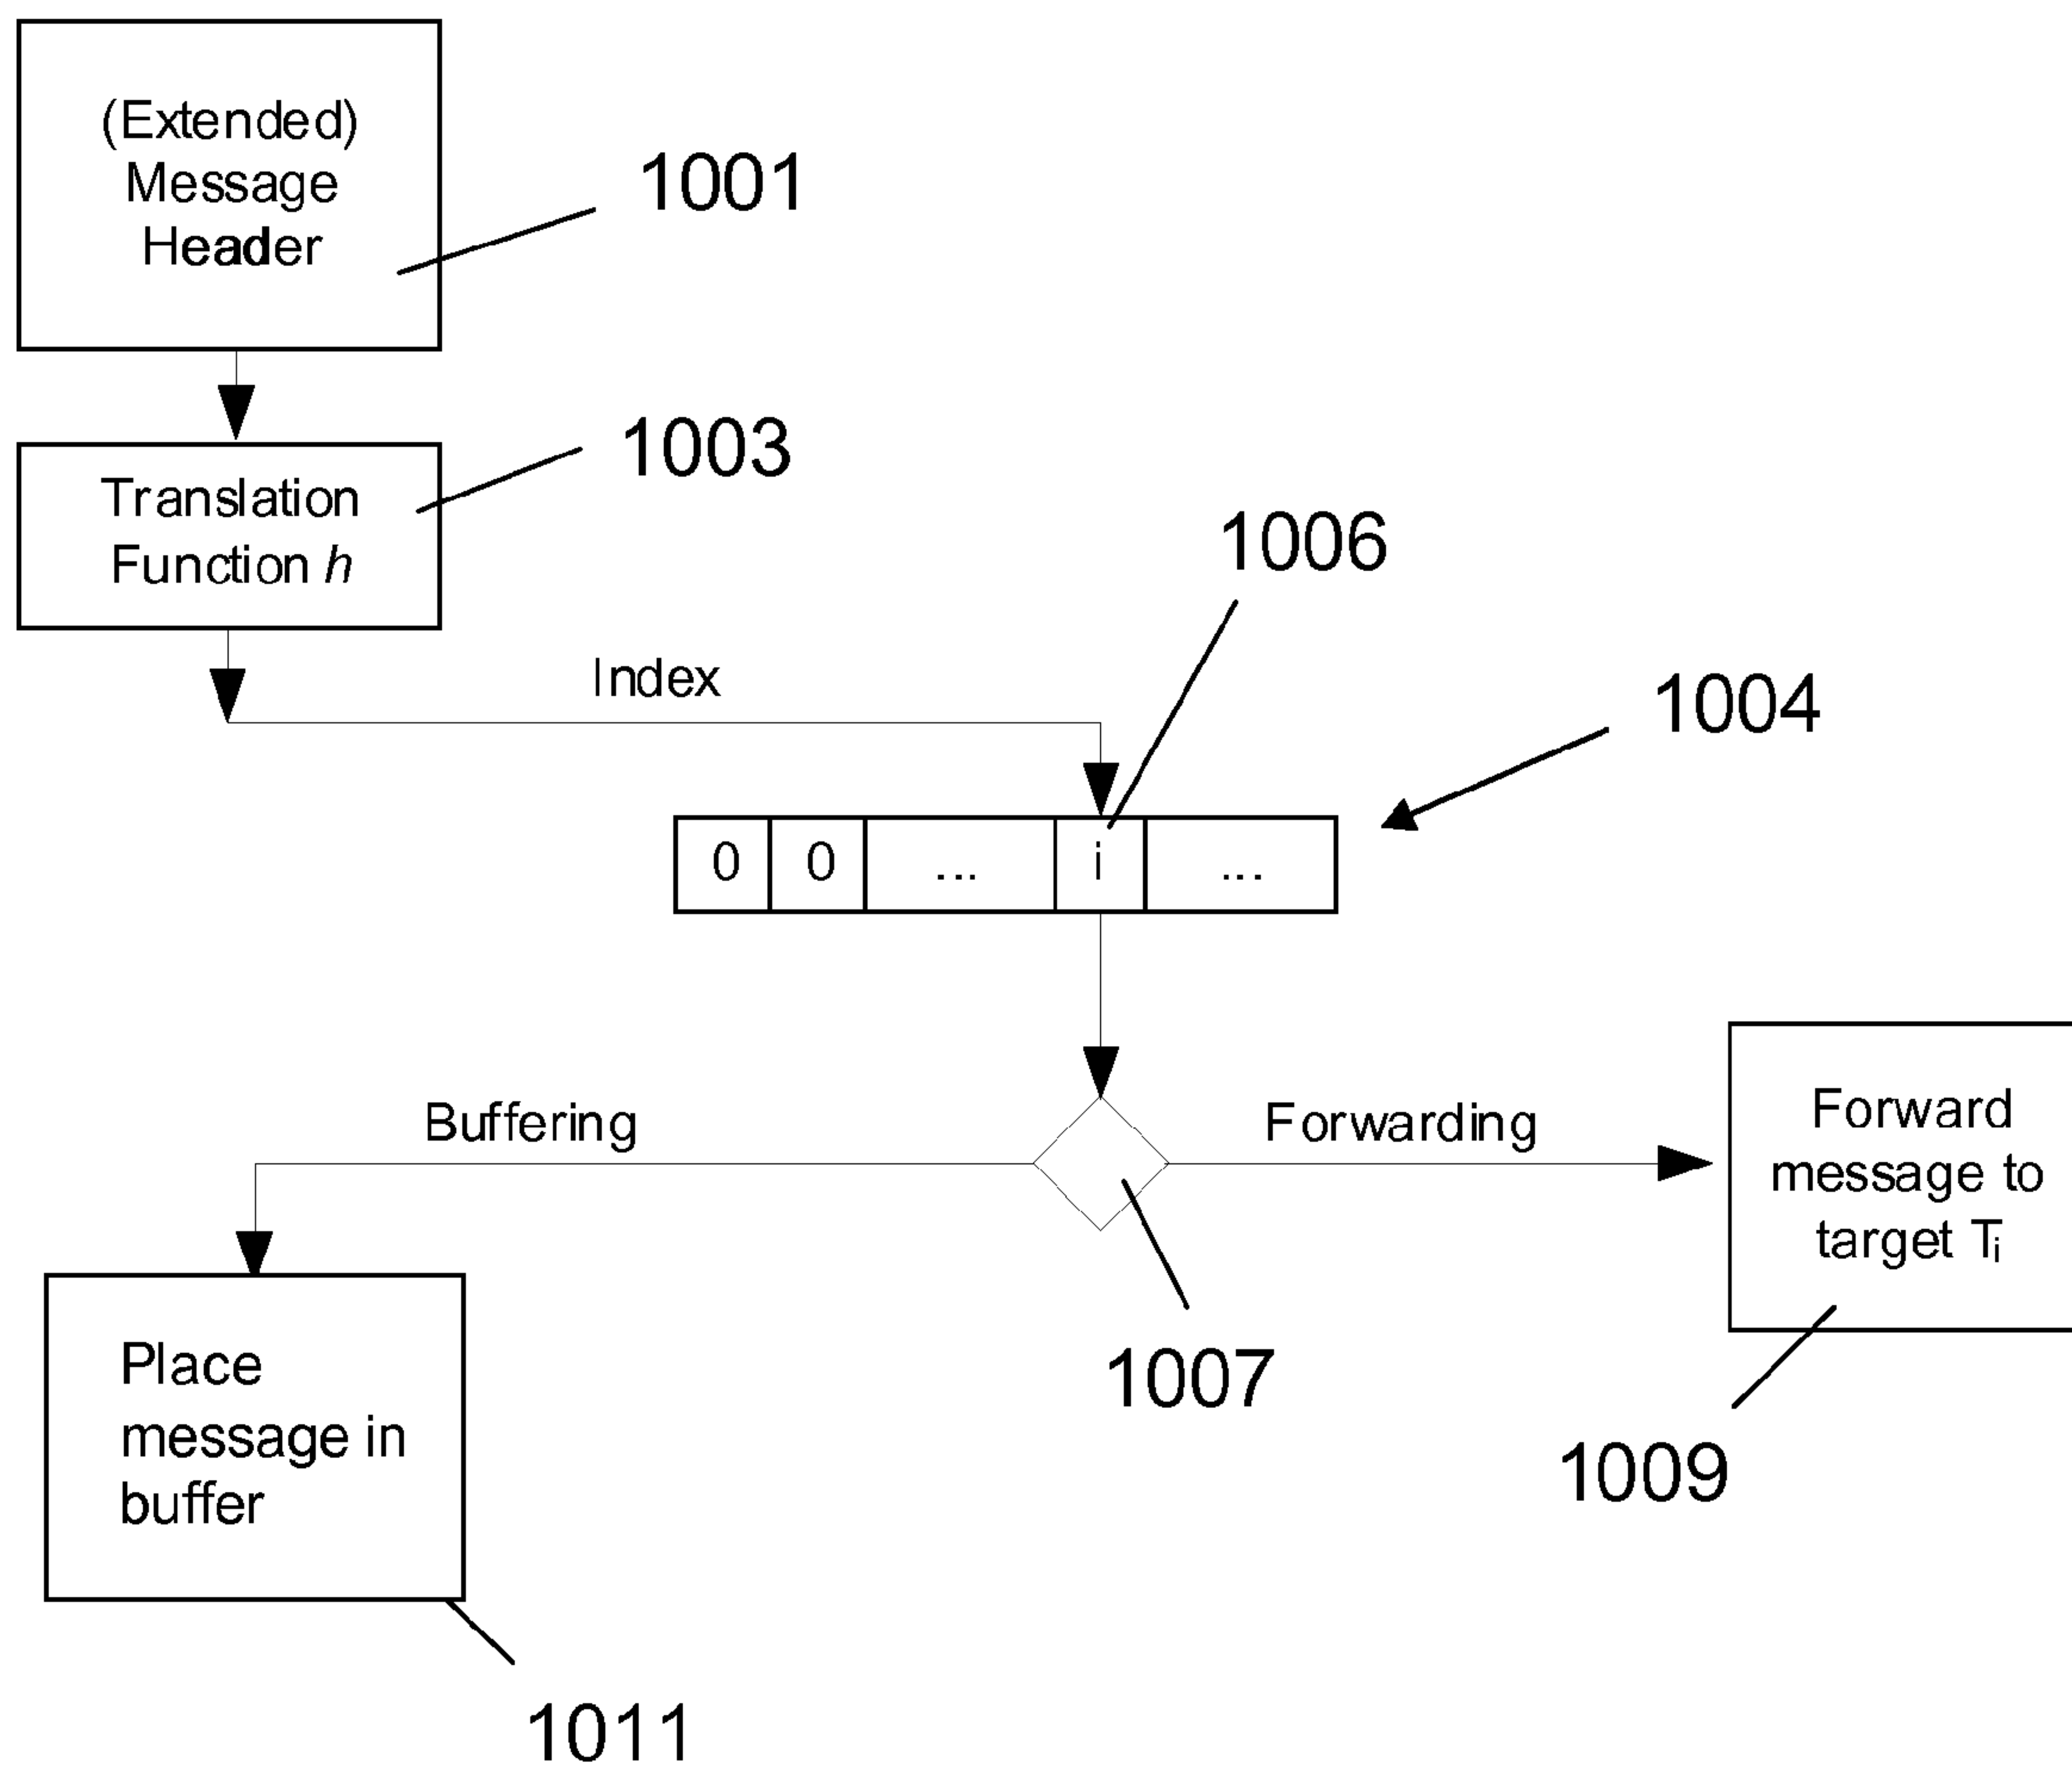 (Extended)
Message
Header
1001
Translation
Function h
1003
1006
Index
1004
0 0 ... i ...
Buffering
Forwarding
Forward
message to
target Ti
1007
1009
Place
message in
buffer
1011